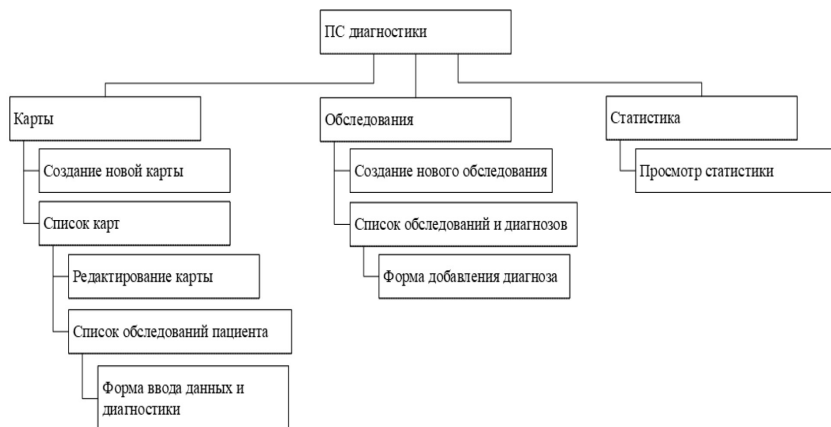 ПС диагностики
Карты
Создание новой карты
Список карт
Редактирование карты
Список обследований пациента
Форма ввода данных и
диагностики
Обследования
Создание нового обследования
Список обследований и диагнозов
Форма добавления диагноза
Статистика
Просмотр статистики